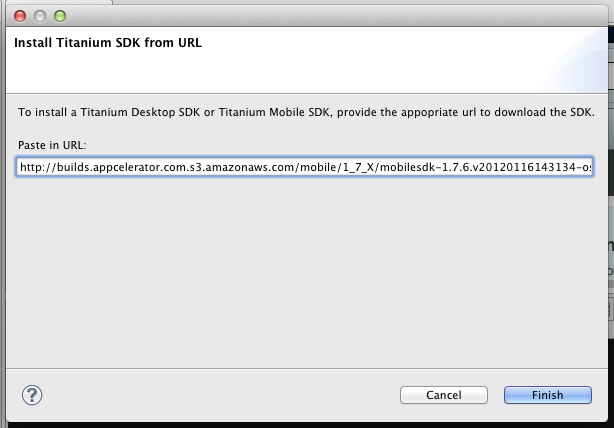 Install Titanium SDK from URL
To install a Titanium Desktop SDK or Titanium Mobile SDK, provide the appopriate url to download the SDK.
Paste in URL:
http://builds.appcelerator.com.s3.amazonaws.com/mobile/1_7_X/mobilesdk-1.7.6.v20120116143134-os
?
Cancel
Finish